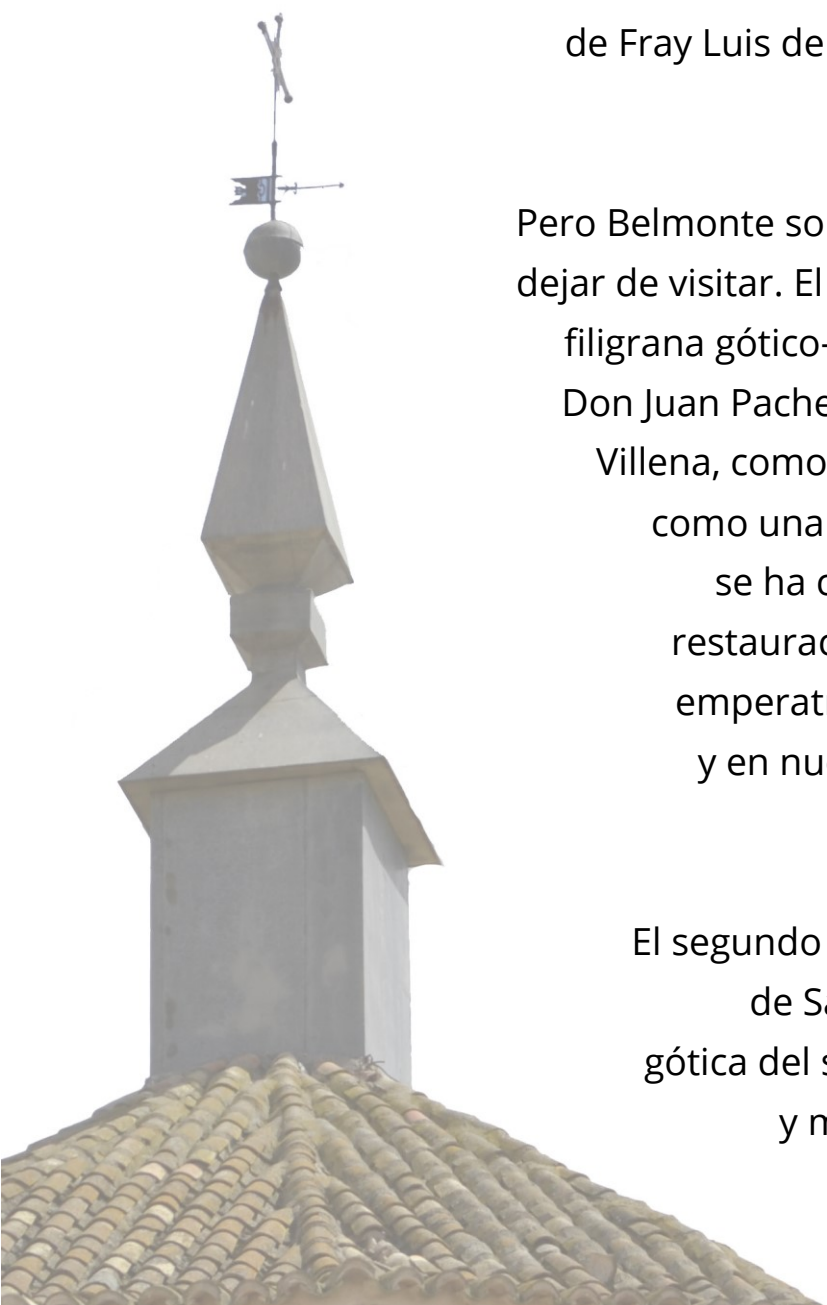 de Fray Luis de
Pero Belmonte so
dejar de visitar. El
filigrana gótico-
Don Juan Pache
Villena, como
como una
se ha
restaura
emperat
y en nu
El segundo
de Sa
gótica del s
y m